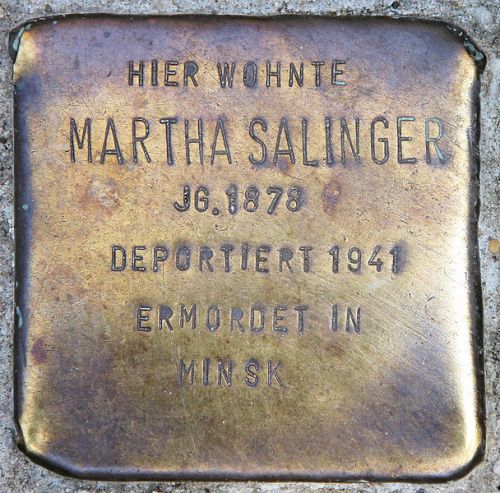 HIER WOHNTE
MARTHA SALINGER
JG. 1878
DEPORTIERT 1941
ERMORDET IN
MINSK